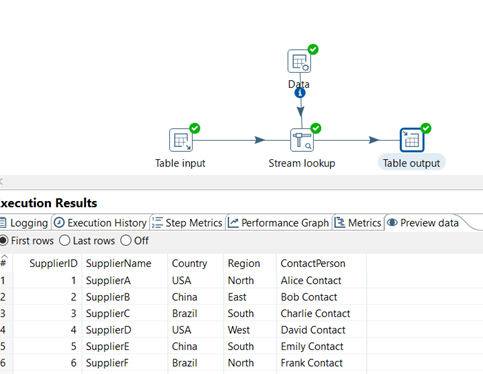 Data
Table input
Stream lookup
Table output
xecution Results
Logging Execution History Step Metrics Performance Graph Metrics Preview data
First rows Last rows Off
# SupplierID SupplierName Country Region ContactPerson
1 1 SupplierA USA North Alice Contact
2 2 SupplierB China East Bob Contact
3 3 SupplierC Brazil South Charlie Contact
4 4 SupplierD USA West David Contact
5 5 SupplierE China South Emily Contact
6 6 SupplierF Brazil North Frank Contact